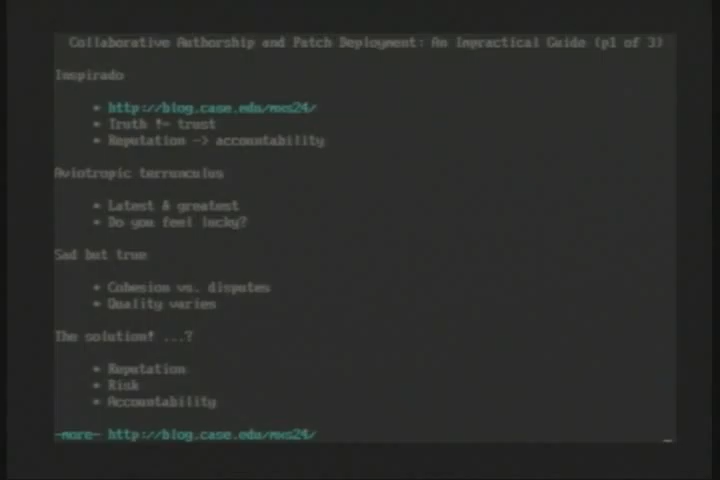 Collaborative Authorship and Patch Deployment: An Impractical Guide (p1 of 3)
Inspirado
* http://blog.case.edu/mxs24/
* Truth != trust
* Reputation -> accountability
Aviotropic terrunculus
* Latest & greatest
* Do you feel lucky?
Sad but true
* Cohesion vs. disputes
* Quality varies
The solution! ...?
* Reputation
* Risk
* Accountability
-more- http://blog.case.edu/mxs24/